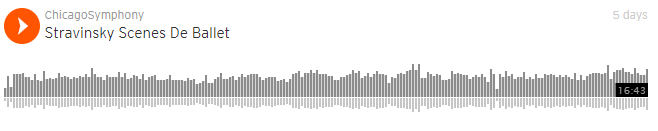 ChicagoSymphony
5 days
Stravinsky Scenes De Ballet
16:43